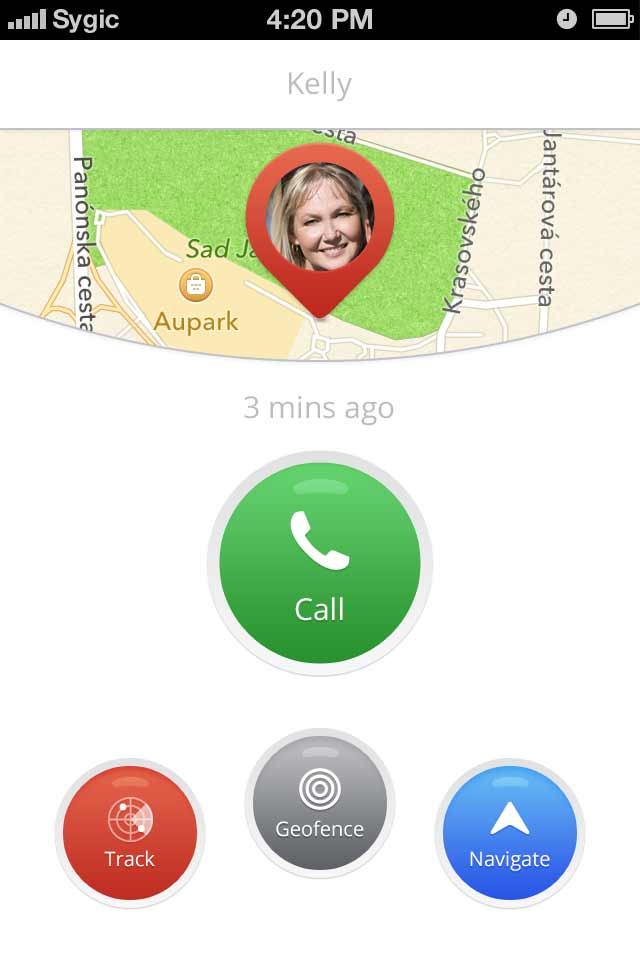 Sygic 4:20 PM
Kelly
cesta
Panónska cesta
Krasovského
Jantárová cesta
Sad Ja
Aupark
3 mins ago
Call
Geofence
Track
Navigate